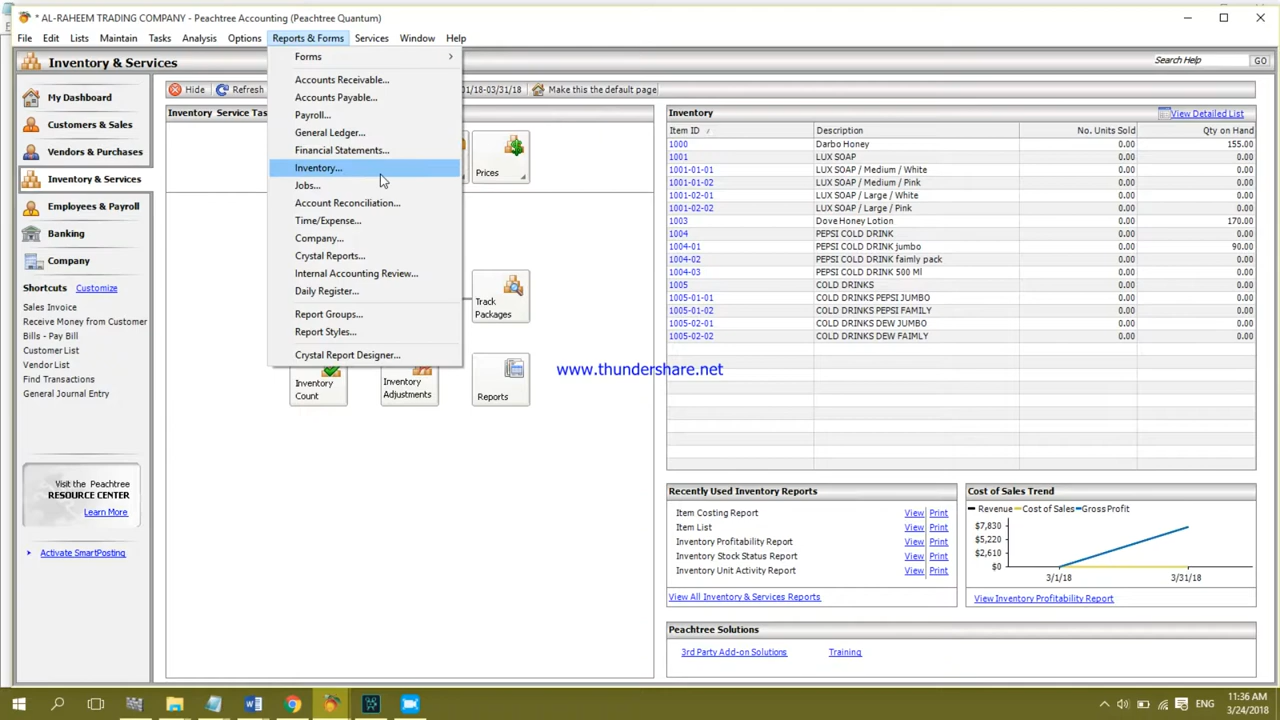 * AL-RAHEEM TRADING COMPANY - Peachtree Accounting (Peachtree Quantum)
File Edit Lists Maintain Tasks Analysis Options Reports & Forms Services Window Help
Inventory & Services
Search Help GO
Hide Refresh 01/18-03/31/18 Make this the default page
My Dashboard
Customers & Sales
Vendors & Purchases
Inventory & Services
Employees & Payroll
Banking
Company
Shortcuts Customize
Sales Invoice
Receive Money from Customer
Bills - Pay Bill
Customer List
Vendor List
Find Transactions
General Journal Entry
Visit the Peachtree
RESOURCE CENTER
Learn More
Activate SmartPosting
Inventory Service Tas
Forms
Accounts Receivable...
Accounts Payable...
Payroll...
General Ledger...
Financial Statements...
Inventory...
Jobs...
Account Reconciliation...
Time/Expense...
Company...
Crystal Reports...
Internal Accounting Review...
Daily Register...
Report Groups...
Report Styles...
Crystal Report Designer...
Prices
Track
Packages
Inventory
Count
Inventory
Adjustments
Reports
www.thundershare.net
Inventory View Detailed List
Item ID / Description No. Units Sold Qty on Hand
1000 Darbo Honey 0.00 155.00
1001 LUX SOAP 0.00 0.00
1001-01-01 LUX SOAP / Medium / White 0.00 0.00
1001-01-02 LUX SOAP / Medium / Pink 0.00 0.00
1001-02-01 LUX SOAP / Large / White 0.00 0.00
1001-02-02 LUX SOAP / Large / Pink 0.00 0.00
1003 Dove Honey Lotion 0.00 170.00
1004 PEPSI COLD DRINK 0.00 0.00
1004-01 PEPSI COLD DRINK jumbo 0.00 90.00
1004-02 PEPSI COLD DRINK faimly pack 0.00 0.00
1004-03 PEPSI COLD DRINK 500 Ml 0.00 0.00
1005 COLD DRINKS 0.00 0.00
1005-01-01 COLD DRINKS PEPSI JUMBO 0.00 0.00
1005-01-02 COLD DRINKS PEPSI FAMILY 0.00 0.00
1005-02-01 COLD DRINKS DEW JUMBO 0.00 0.00
1005-02-02 COLD DRINKS DEW FAIMLY 0.00 0.00
Recently Used Inventory Reports
Item Costing Report View Print
Item List View Print
Inventory Profitability Report View Print
Inventory Stock Status Report View Print
Inventory Unit Activity Report View Print
View All Inventory & Services Reports
Cost of Sales Trend
Revenue Cost of Sales Gross Profit
$7,830
$5,220
$2,610
$0
3/1/18 3/31/18
View Inventory Profitability Report
Peachtree Solutions
3rd Party Add-on Solutions Training
ENG
11:36 AM
3/24/2018